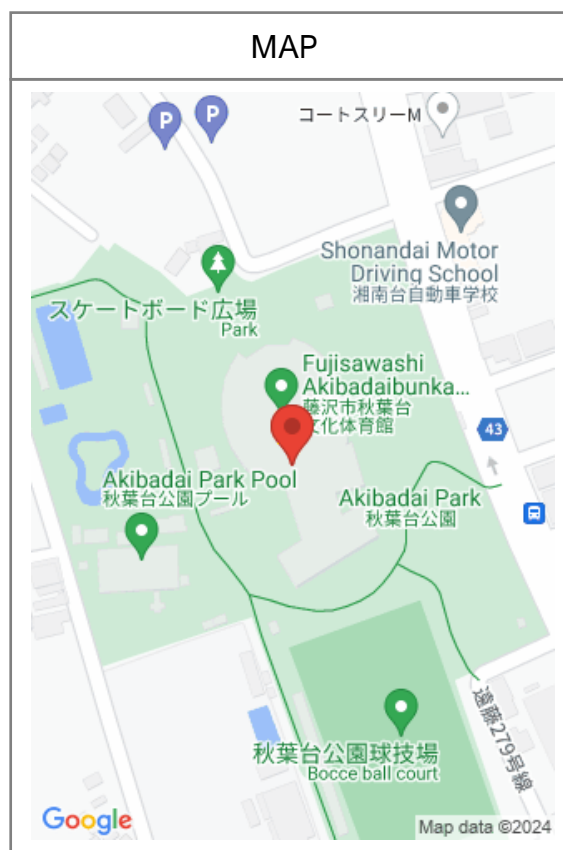 MAP
P
P
コートスリーM
Shonandai Motor
Driving School
湘南台自動車学校
スケートボード広場
Park
Fujisawashi
Akibadaibunka...
藤沢市秋葉台
文化体育館
43
Akibadai Park Pool
秋葉台公園プール
Akibadai Park
秋葉台公園
遠藤279号線
秋葉台公園球技場
Bocce ball court
Google
Map data ©2024